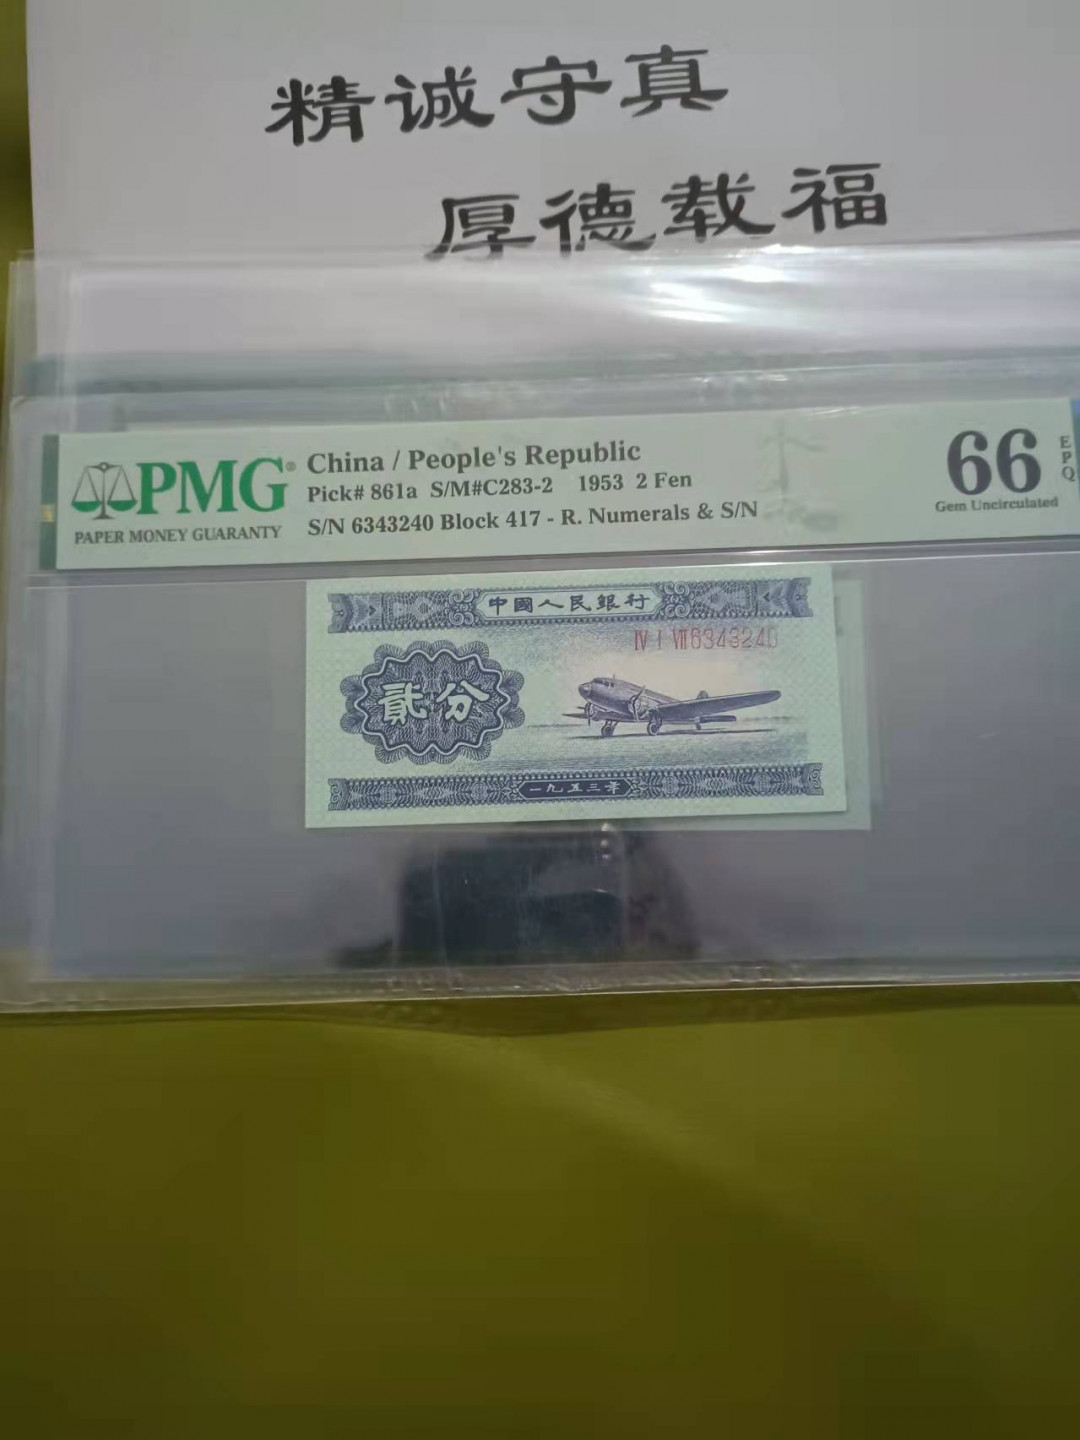 精诚守真
厚德载福
PMG®
PAPER MONEY GUARANTY
China / People's Republic
Pick# 861a S/M#C283-2 1953 2 Fen
S/N 6343240 Block 417 - R. Numerals & S/N
66
EPQ
Gem Uncirculated
中國人民銀行
IV I VII 6343240
貳分
一九五三年